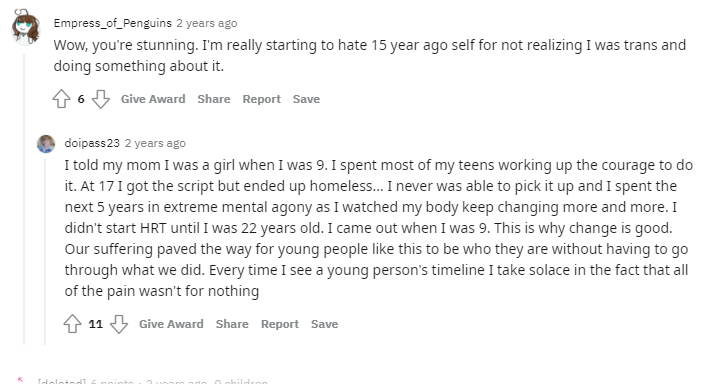 Empress_of_Penguins 2 years ago
Wow, you're stunning. I'm really starting to hate 15 year ago self for not realizing I was trans and
doing something about it.
6 Give Award Share Report Save
doipass23 2 years ago
I told my mom I was a girl when I was 9. I spent most of my teens working up the courage to do
it. At 17 I got the script but ended up homeless... I never was able to pick it up and I spent the
next 5 years in extreme mental agony as I watched my body keep changing more and more. I
didn't start HRT until I was 22 years old. I came out when I was 9. This is why change is good.
Our suffering paved the way for young people like this to be who they are without having to go
through what we did. Every time I see a young person's timeline I take solace in the fact that all
of the pain wasn't for nothing
11 Give Award Share Report Save
[deleted] 6 points · 2 years ago · 0 children